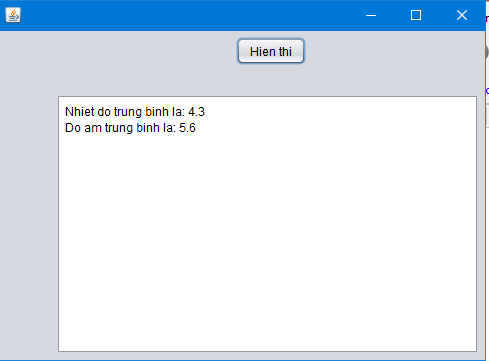 Hien thi
Nhiet do trung binh la: 4.3
Do am trung binh la: 5.6